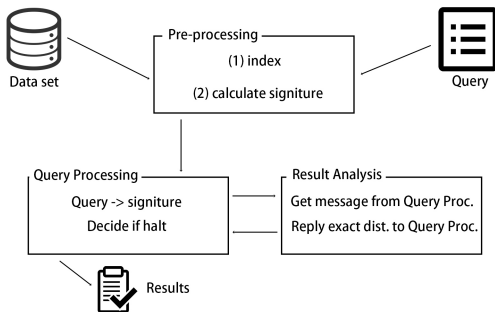 Pre-processing
(1) index
(2) calculate signiture
Data set
Query
Query Processing
Query -> signiture
Decide if halt
Result Analysis
Get message from Query Proc.
Reply exact dist. to Query Proc.
Results